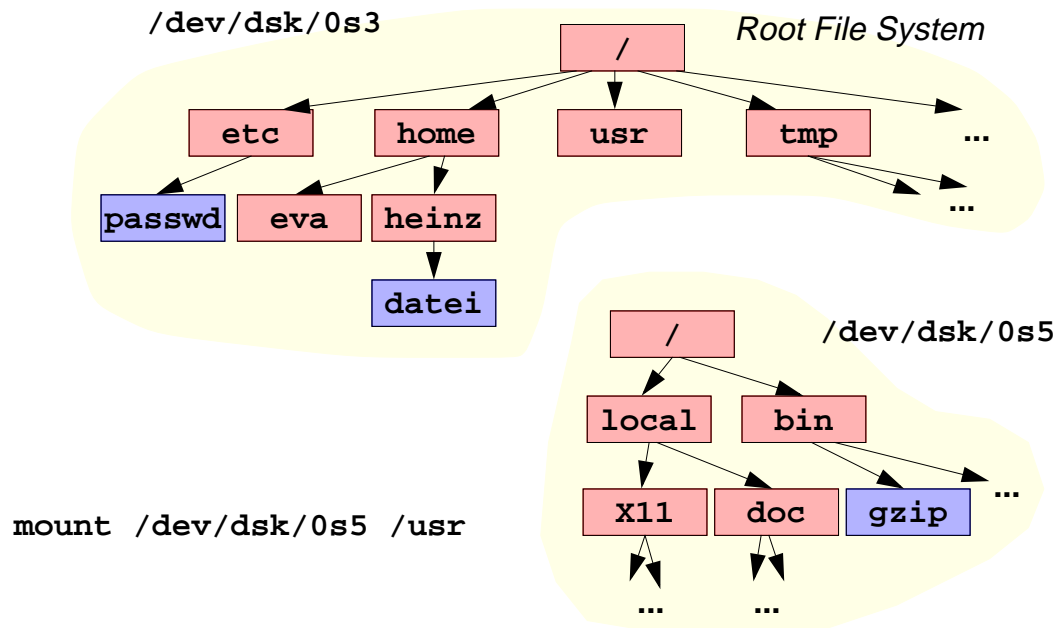 /dev/dsk/0s3
Root File System
/
etc home usr tmp ...
passwd eva heinz ...
datei
/ /dev/dsk/0s5
local bin
X11 doc gzip ...
mount /dev/dsk/0s5 /usr
... ...